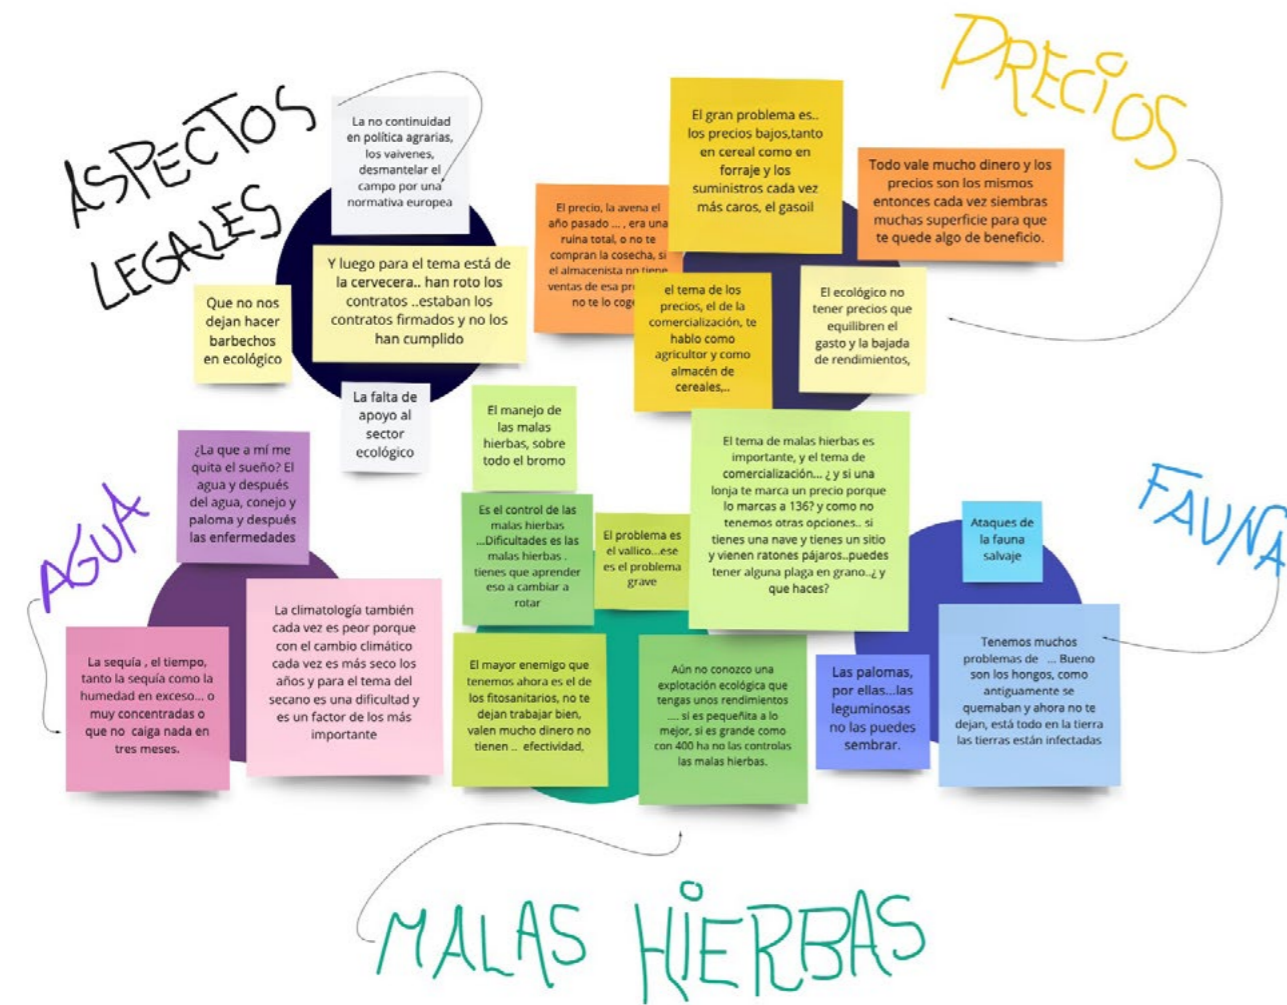 ASPECTOS
LEGALES
La no continuidad
en política agrarias,
los vaivenes,
desmantelar el
campo por una
normativa europea
Y luego para el tema está de
la cervecera.. han roto los
contratos ..estaban los
contratos firmados y no los
han cumplido
Que no nos
dejan hacer
barbechos
en ecológico
La falta de
apoyo al
sector
ecológico
PRECIOS
El gran problema es..
los precios bajos,tanto
en cereal como en
forraje y los
suministros cada vez
más caros, el gasoil
Todo vale mucho dinero y los
precios son los mismos
entonces cada vez siembras
muchas superficie para que
te quede algo de beneficio.
El precio, la avena el
año pasado ... , era una
ruina total, o no te
compran la cosecha, si
el almacenista no tiene
ventas de esa
no te lo
el tema de los
precios, el de la
comercialización, te
hablo como
agricultor y como
almacén de
cereales,..
El ecológico no
tener precios que
equilibren el
gasto y la bajada
de rendimientos,
AGUA
¿La que a mí me
quita el sueño? El
agua y después
del agua, conejo y
paloma y después
las enfermedades
La sequía , el tiempo,
tanto la sequía como la
humedad en exceso... o
muy concentradas o
que no caiga nada en
tres meses.
La climatología también
cada vez es peor porque
con el cambio climático
cada vez es más seco los
años y para el tema del
secano es una dificultad y
es un factor de los más
importante
El manejo de
las malas
hierbas, sobre
todo el bromo
Es el control de las
malas hierbas
...Dificultades es las
malas hierbas .
tienes que aprender
eso a cambiar a
rotar
El problema es
el vallico...ese
es el problema
grave
El tema de malas hierbas es
importante, y el tema de
comercialización... ¿ y si una
lonja te marca un precio porque
lo marcas a 136? y como no
tenemos otras opciones.. si
tienes una nave y tienes un sitio
y vienen ratones pájaros..puedes
tener alguna plaga en grano..¿ y
que haces?
El mayor enemigo que
tenemos ahora es el de
los fitosanitarios, no te
dejan trabajar bien,
valen mucho dinero no
tienen .. efectividad,
Aún no conozco una
explotación ecológica que
tengas unos rendimientos
.... si es pequeñita a lo
mejor, si es grande como
con 400 ha no las controlas
las malas hierbas.
MALAS HIERBAS
FAUNA
Ataques de
la fauna
salvaje
Las palomas,
por ellas...las
leguminosas
no las puedes
sembrar.
Tenemos muchos
problemas de ... Bueno
son los hongos, como
antiguamente se
quemaban y ahora no te
dejan, está todo en la tierra
las tierras están infectadas